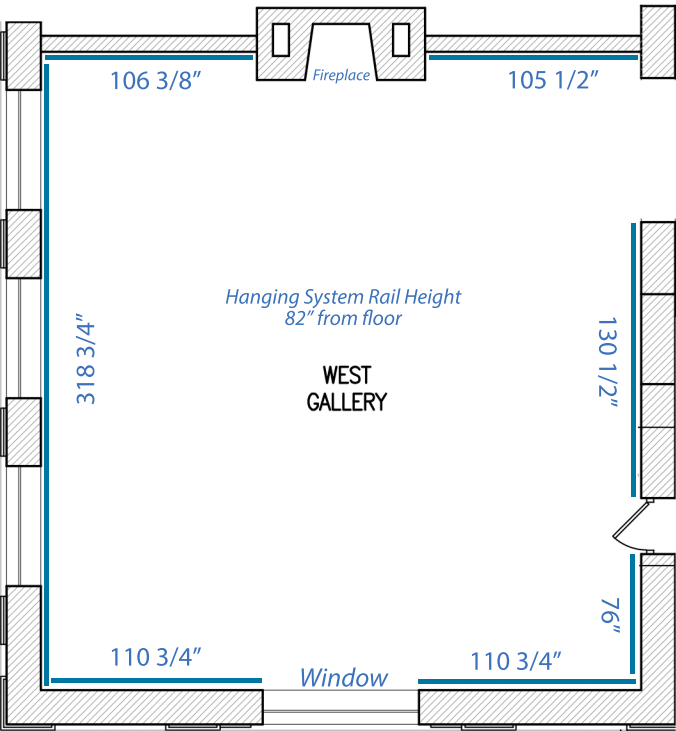 106 3/8”
Fireplace
105 1/2”
Hanging System Rail Height
82” from floor
318 3/4”
130 1/2”
WEST
GALLERY
76”
110 3/4”
Window
110 3/4”